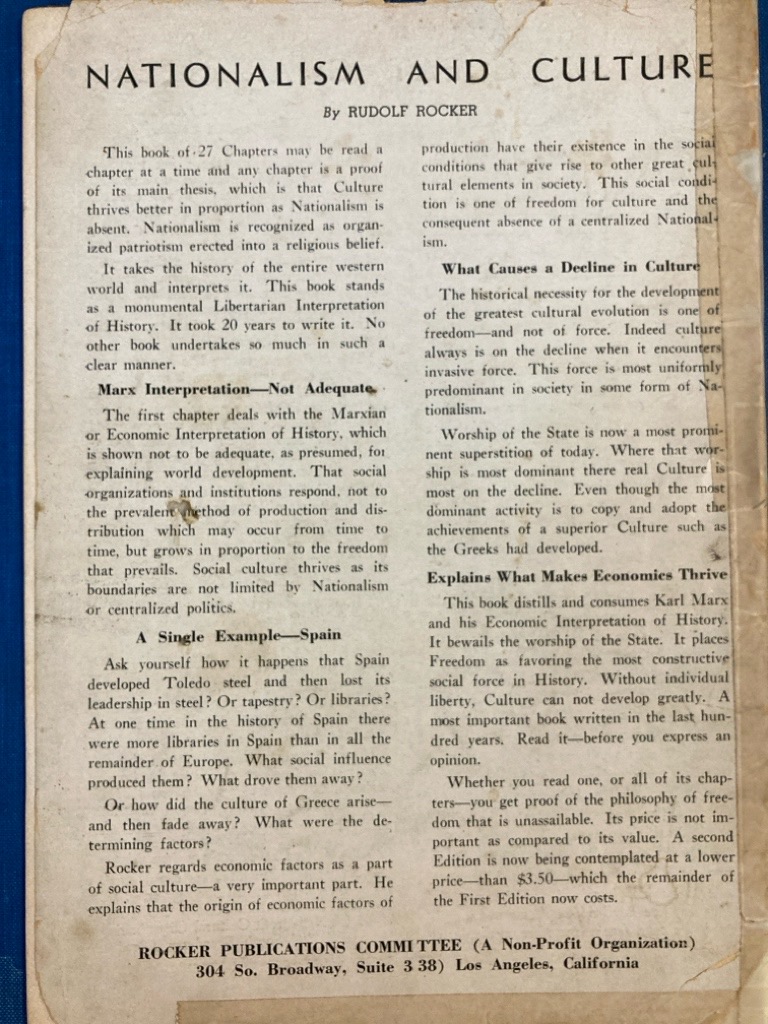 NATIONALISM AND CULTURE
By RUDOLF ROCKER
This book of 27 Chapters may be read a
chapter at a time and any chapter is a proof
of its main thesis, which is that Culture
thrives better in proportion as Nationalism is
absent. Nationalism is recognized as organ-
ized patriotism erected into a religious belief.
It takes the history of the entire western
world and interprets it. This book stands
as a monumental Libertarian Interpretation
of History. It took 20 years to write it. No
other book undertakes so much in such a
clear manner.
Marx Interpretation—Not Adequate.
The first chapter deals with the Marxian
or Economic Interpretation of History, which
is shown not to be adequate, as presumed, for
explaining world development. That social
organizations and institutions respond, not to
the prevalent method of production and dis-
tribution which may occur from time to
time, but grows in proportion to the freedom
that prevails. Social culture thrives as its
boundaries are not limited by Nationalism
or centralized politics.
A Single Example—Spain
Ask yourself how it happens that Spain
developed Toledo steel and then lost its
leadership in steel? Or tapestry? Or libraries?
At one time in the history of Spain there
were more libraries in Spain than in all the
remainder of Europe. What social influence
produced them? What drove them away?
Or how did the culture of Greece arise—
and then fade away? What were the de-
termining factors?
Rocker regards economic factors as a part
of social culture—a very important part. He
explains that the origin of economic factors of
production have their existence in the social
conditions that give rise to other great cul-
tural elements in society. This social condi-
tion is one of freedom for culture and the
consequent absence of a centralized National-
ism.
What Causes a Decline in Culture
The historical necessity for the development
of the greatest cultural evolution is one of
freedom—and not of force. Indeed culture
always is on the decline when it encounters
invasive force. This force is most uniformly
predominant in society in some form of Na-
tionalism.
Worship of the State is now a most promi-
nent superstition of today. Where that wor-
ship is most dominant there real Culture is
most on the decline. Even though the most
dominant activity is to copy and adopt the
achievements of a superior Culture such as
the Greeks had developed.
Explains What Makes Economics Thrive
This book distills and consumes Karl Marx
and his Economic Interpretation of History.
It bewails the worship of the State. It places
Freedom as favoring the most constructive
social force in History. Without individual
liberty, Culture can not develop greatly. A
most important book written in the last hun-
dred years. Read it—before you express an
opinion.
Whether you read one, or all of its chap-
ters—you get proof of the philosophy of free-
dom that is unassailable. Its price is not im-
portant as compared to its value. A second
Edition is now being contemplated at a lower
price—than $3.50—which the remainder of
the First Edition now costs.
ROCKER PUBLICATIONS COMMITTEE (A Non-Profit Organization)
304 So. Broadway, Suite 3 38) Los Angeles, California